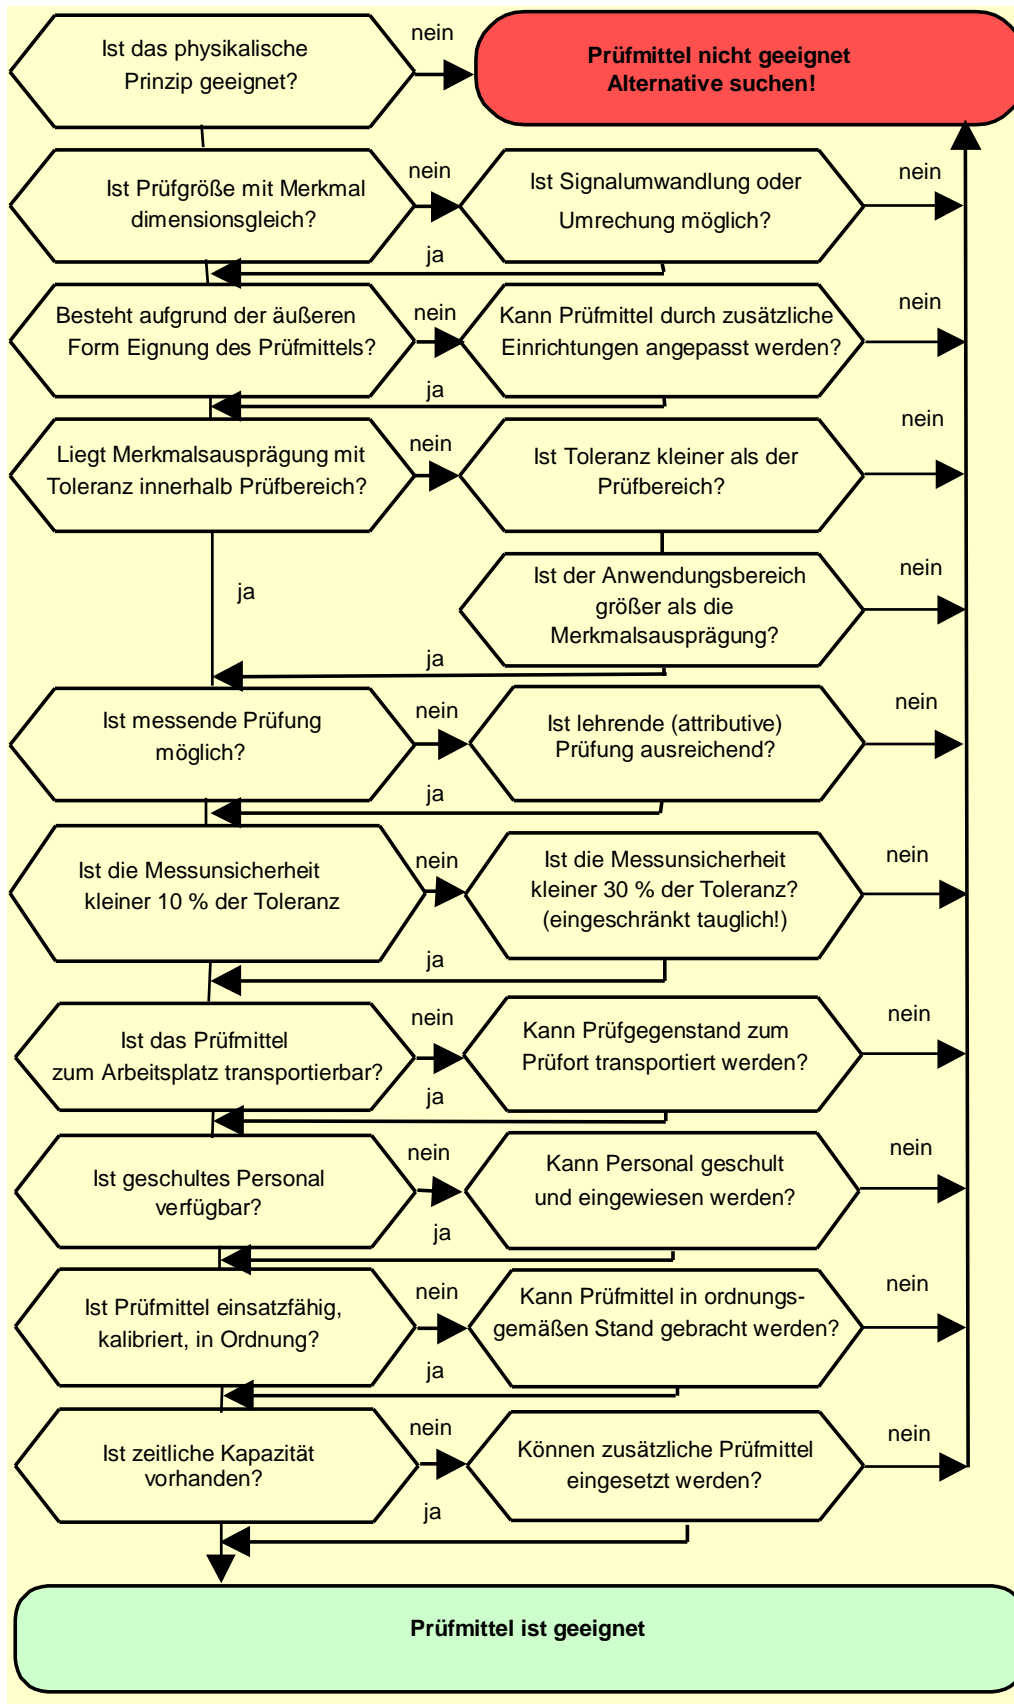 Ist das physikalische
Prinzip geeignet?
nein
Prüfmittel nicht geeignet
Alternative suchen!
Ist Prüfgröße mit Merkmal
dimensionsgleich?
nein
Ist Signalumwandlung oder
Umrechung möglich?
nein
ja
Besteht aufgrund der äußeren
Form Eignung des Prüfmittels?
nein
Kann Prüfmittel durch zusätzliche
Einrichtungen angepasst werden?
nein
ja
Liegt Merkmalsausprägung mit
Toleranz innerhalb Prüfbereich?
nein
Ist Toleranz kleiner als der
Prüfbereich?
nein
ja
Ist der Anwendungsbereich
größer als die
Merkmalsausprägung?
nein
ja
Ist messende Prüfung
möglich?
nein
Ist lehrende (attributive)
Prüfung ausreichend?
nein
ja
Ist die Messunsicherheit
kleiner 10 % der Toleranz
nein
Ist die Messunsicherheit
kleiner 30 % der Toleranz?
(eingeschränkt tauglich!)
nein
ja
Ist das Prüfmittel
zum Arbeitsplatz transportierbar?
nein
Kann Prüfgegenstand zum
Prüfort transportiert werden?
nein
ja
Ist geschultes Personal
verfügbar?
nein
Kann Personal geschult
und eingewiesen werden?
nein
ja
Ist Prüfmittel einsatzfähig,
kalibriert, in Ordnung?
nein
Kann Prüfmittel in ordnungs-
gemäßen Stand gebracht werden?
nein
ja
Ist zeitliche Kapazität
vorhanden?
nein
Können zusätzliche Prüfmittel
eingesetzt werden?
nein
ja
Prüfmittel ist geeignet